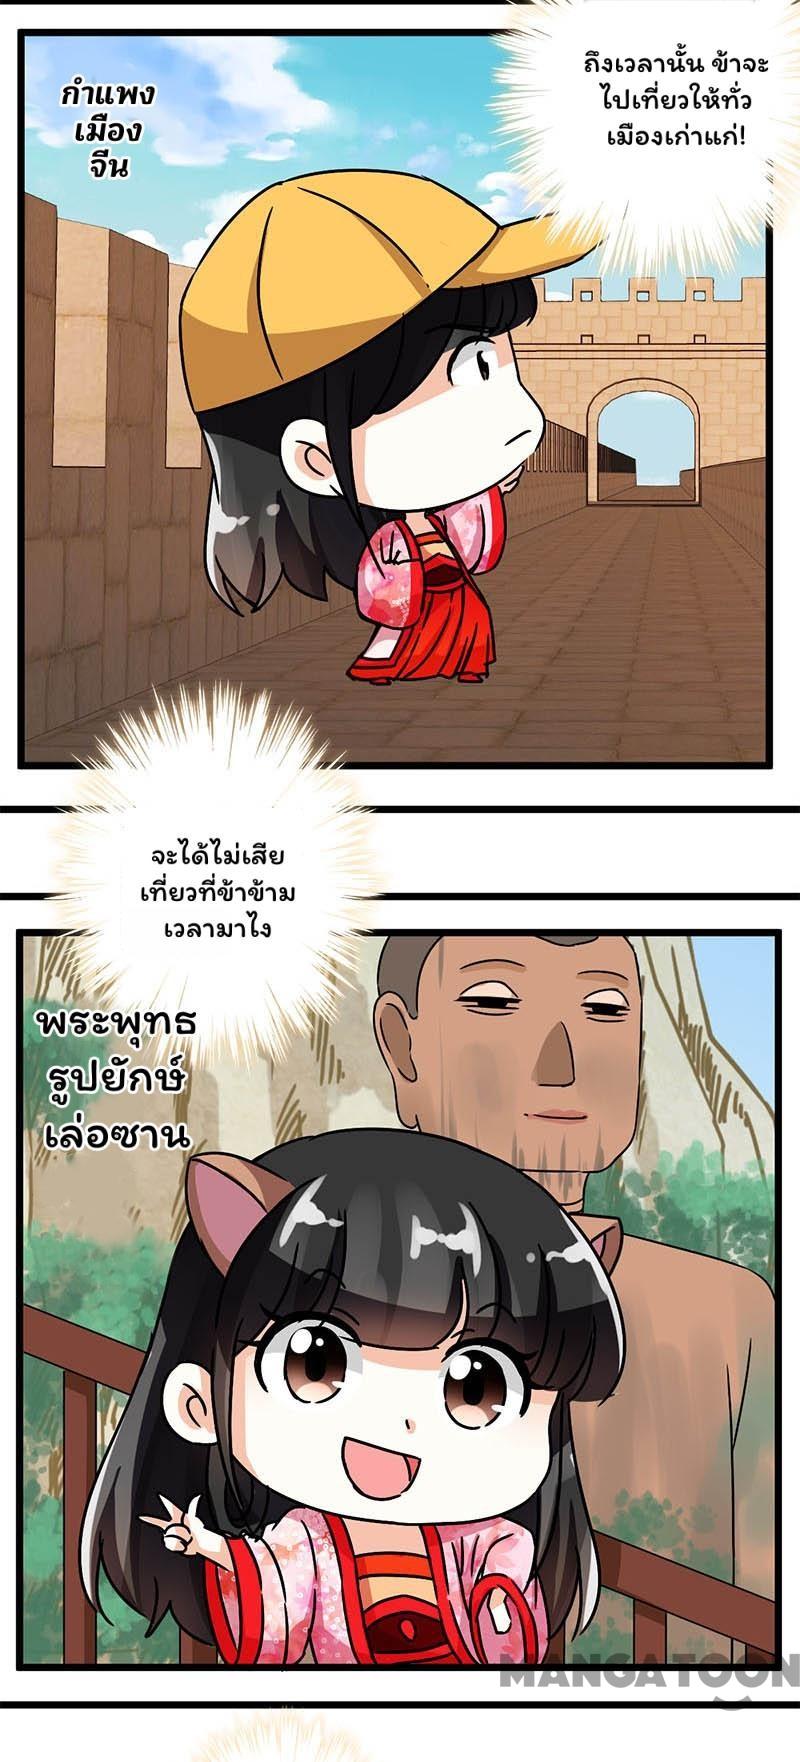 ถึงเวลานั้น ข้าจะ
ไปเที่ยวให้ทั่ว
เมืองเก่าแก่!
กำแพง
เมือง
จีน
จะได้ไม่เสีย
เที่ยวที่ข้าข้าม
เวลามาไง
พระพุทธ
รูปยักษ์
เล่อซาน
MANGATOON